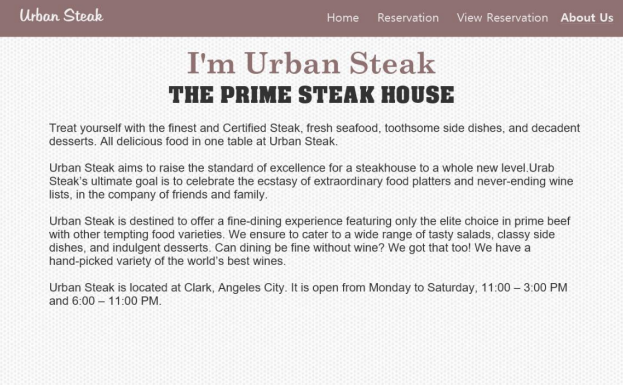 Urban Steak
Home Reservation View Reservation About Us
I'm Urban Steak
THE PRIME STEAK HOUSE
Treat yourself with the finest and Certified Steak, fresh seafood, toothsome side dishes, and decadent
desserts. All delicious food in one table at Urban Steak.
Urban Steak aims to raise the standard of excellence for a steakhouse to a whole new level.Urab
Steak's ultimate goal is to celebrate the ecstasy of extraordinary food platters and never-ending wine
lists, in the company of friends and family.
Urban Steak is destined to offer a fine-dining experience featuring only the elite choice in prime beef
with other tempting food varieties. We ensure to cater to a wide range of tasty salads, classy side
dishes, and indulgent desserts. Can dining be fine without wine? We got that too! We have a
hand-picked variety of the world's best wines.
Urban Steak is located at Clark, Angeles City. It is open from Monday to Saturday, 11:00 – 3:00 PM
and 6:00 – 11:00 PM.